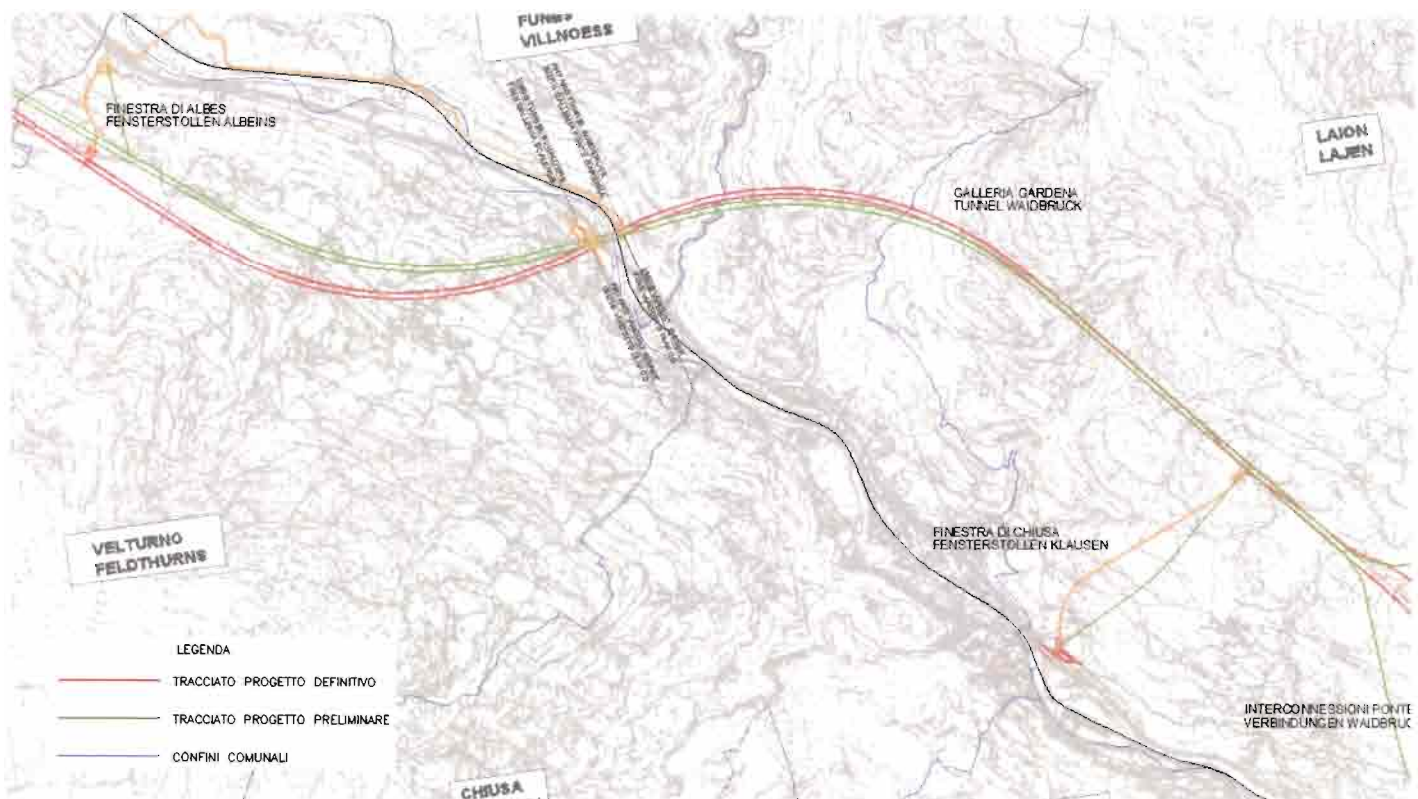 FUNES
VILLNOESS
FINESTRA DI ALBES
FENSTERSTOLLEN ALBEINS
LAION
LAJEN
GALLERIA GARDENA
TUNNEL WAIDBRUCK
FINESTRA DI CHIUSA
FENSTERSTOLLEN KLAUSEN
VELTURNO
FELDTHURNS
LEGENDA
TRACCIATO PROGETTO DEFINITIVO
TRACCIATO PROGETTO PRELIMINARE
CONFINI COMUNALI
INTERCONNESSIONI PONTE
VERBINDUNGEN WAIDBRUC
CHIUSA